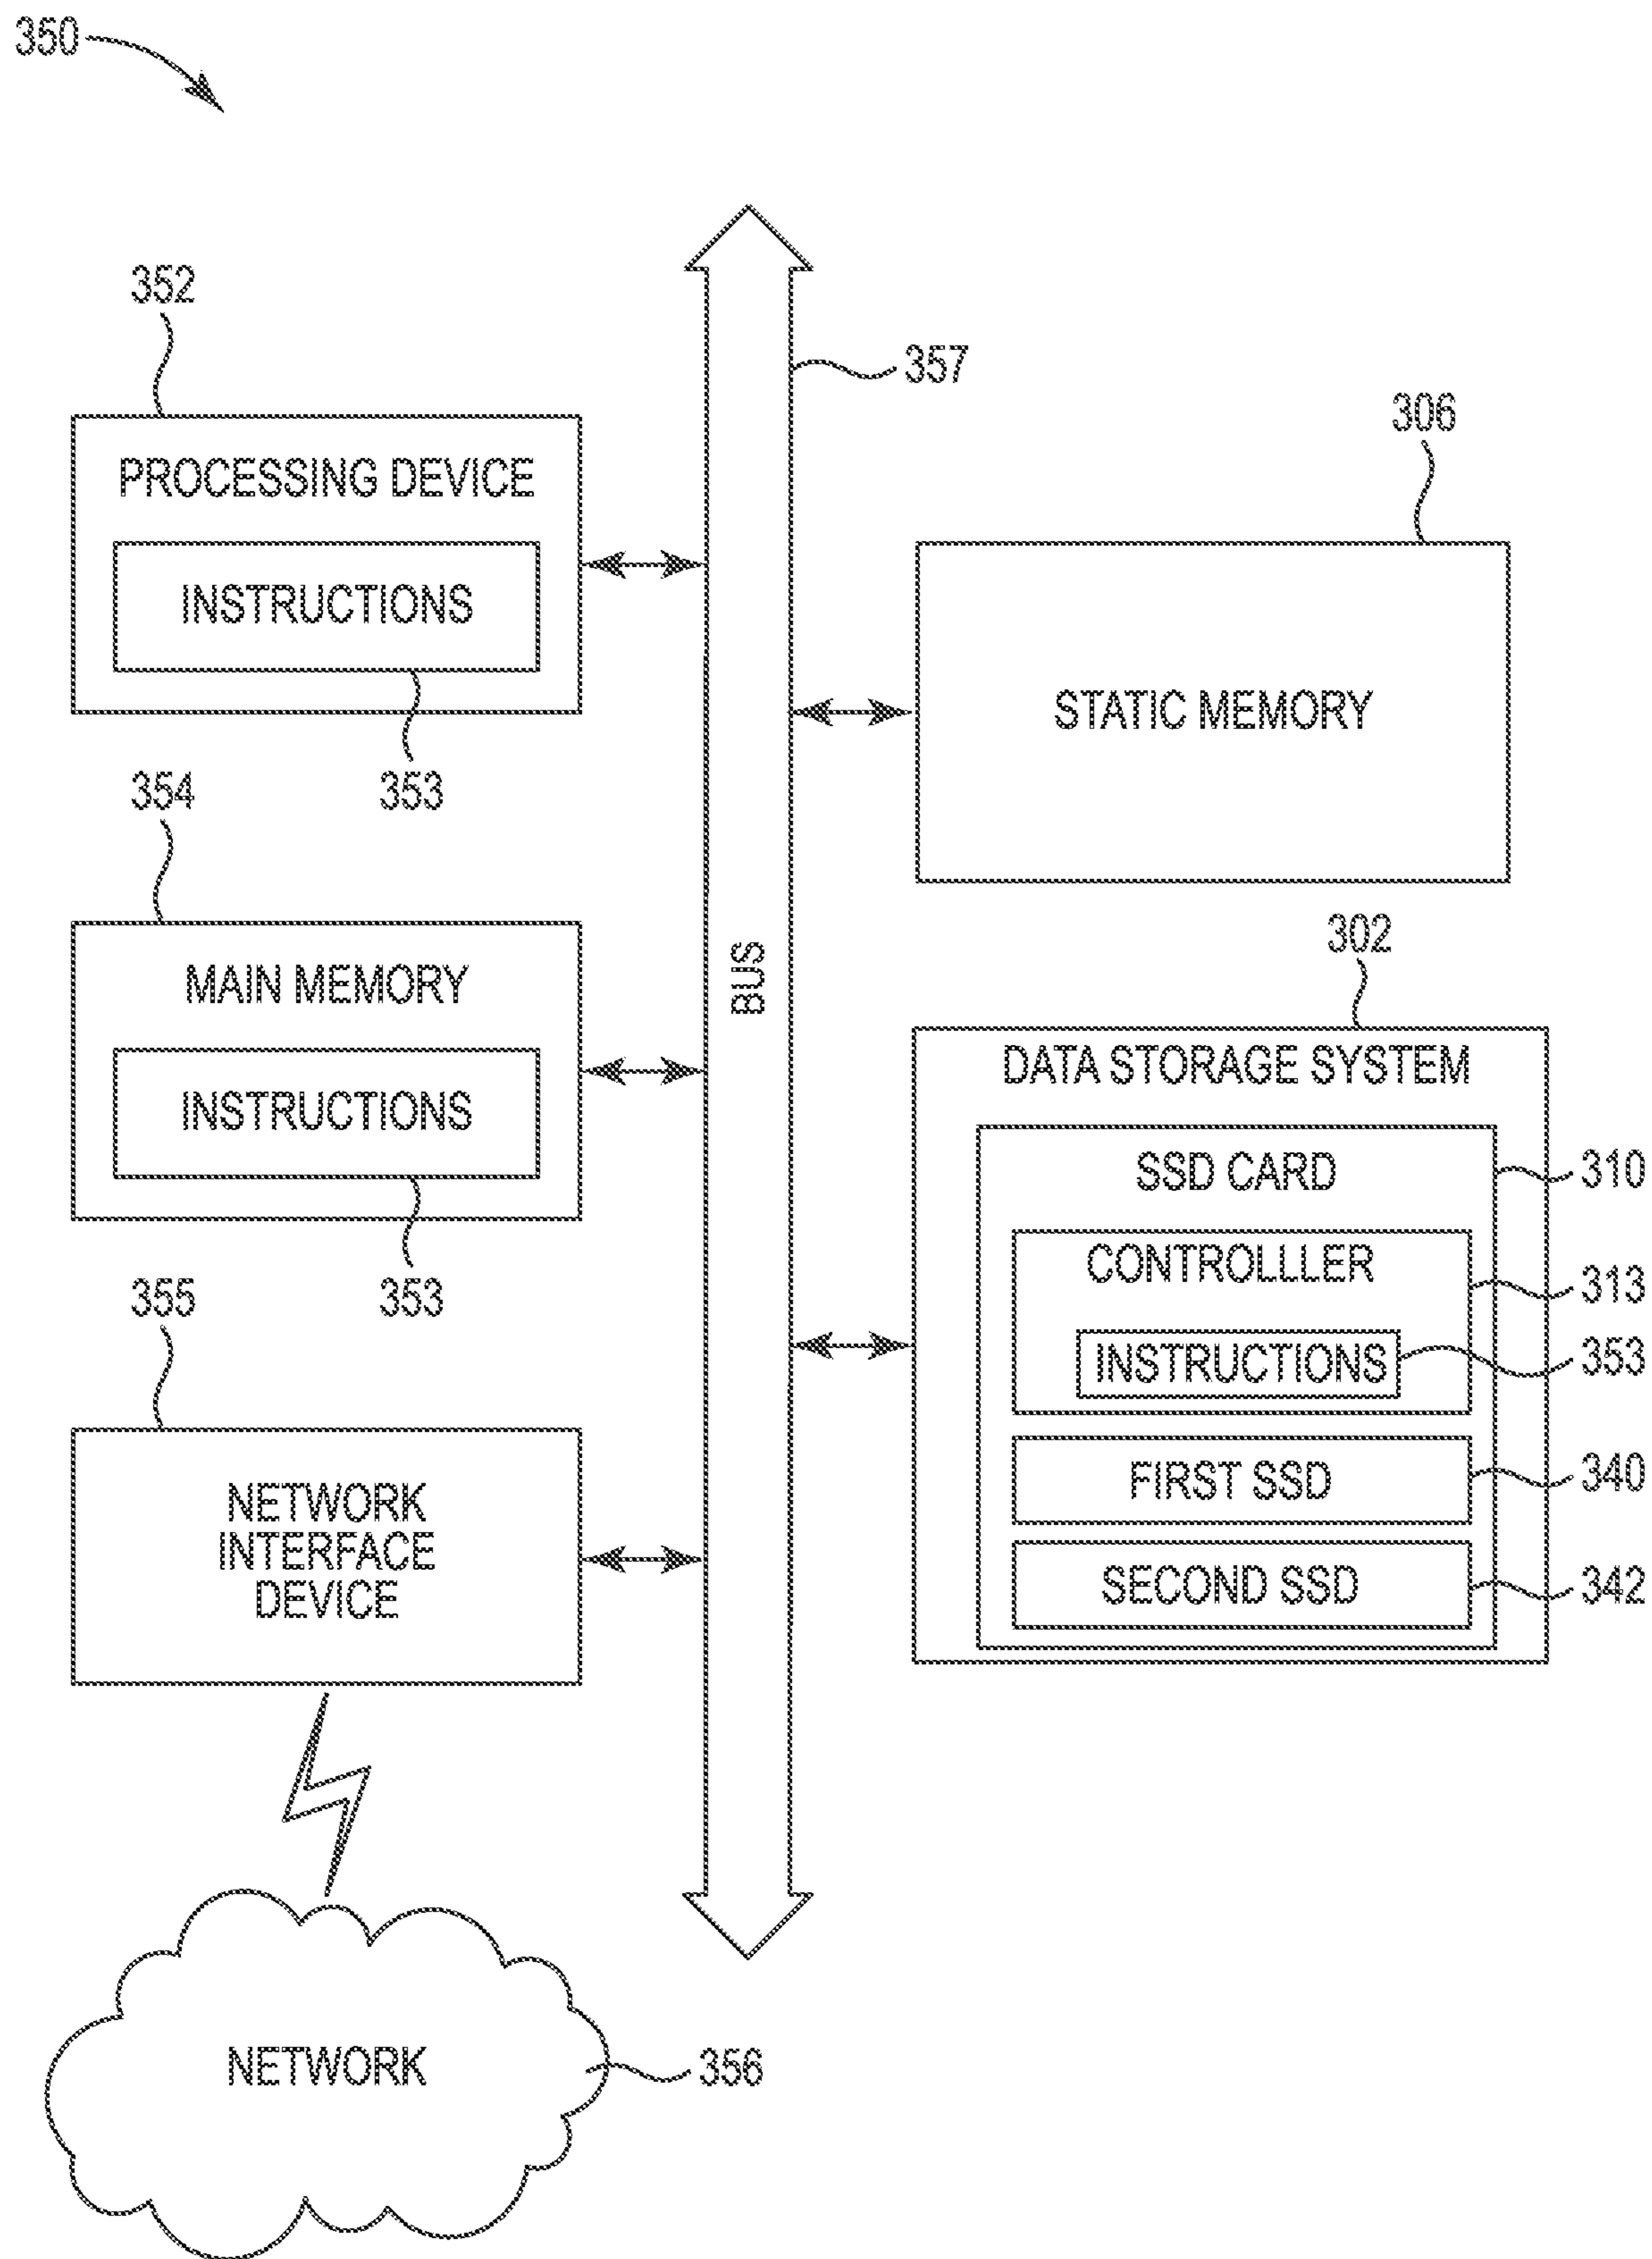 350
352
PROCESSING DEVICE
INSTRUCTIONS
353
354
MAIN MEMORY
INSTRUCTIONS
353
355
NETWORK
INTERFACE
DEVICE
NETWORK
356
BUS
357
306
STATIC MEMORY
302
DATA STORAGE SYSTEM
SSD CARD
310
CONTROLLLER
313
INSTRUCTIONS
353
FIRST SSD
340
SECOND SSD
342